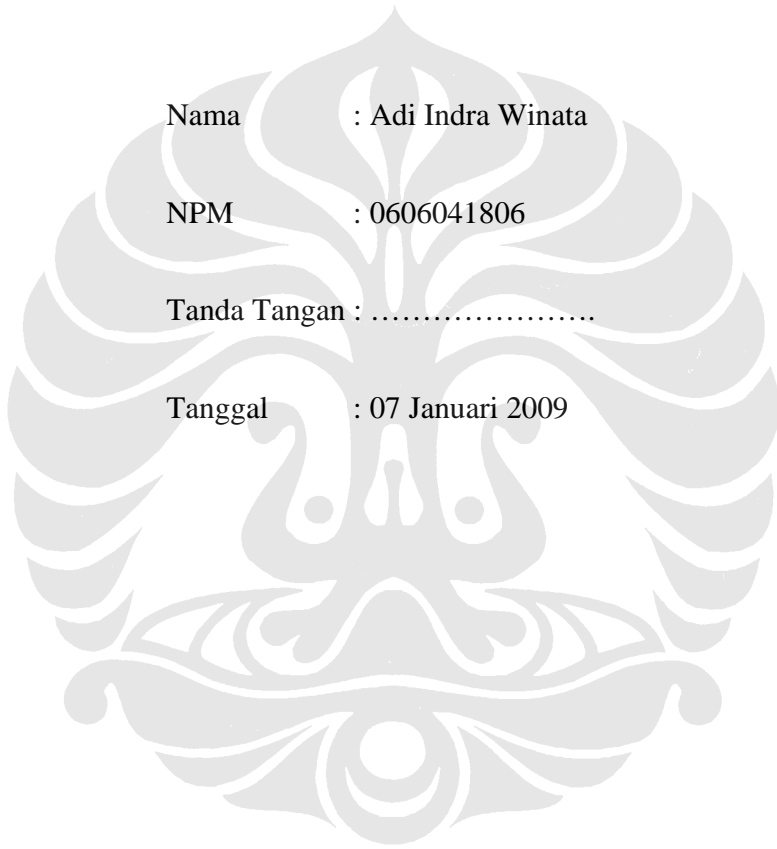 Nama : Adi Indra Winata
NPM : 0606041806
Tanda Tangan : ………………….
Tanggal : 07 Januari 2009